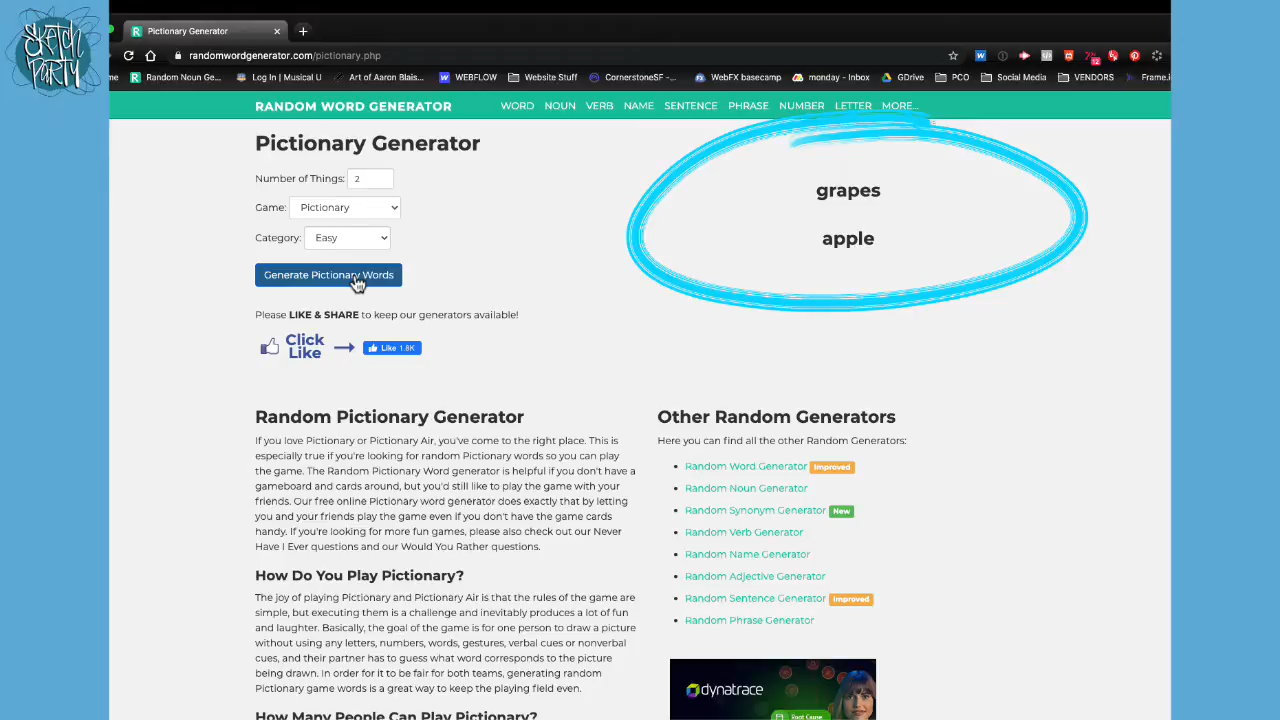 SKETCH
PARTY
Pictionary Generator
randomwordgenerator.com/pictionary.php
12
me
Random Noun Ge...
Log In | Musical U
Art of Aaron Blais...
WEBFLOW
Website Stuff
CornerstoneSF -...
WebFX basecamp
monday - Inbox
GDrive
PCO
Social Media
VENDORS
Frame.i
RANDOM WORD GENERATOR
WORD NOUN VERB NAME SENTENCE PHRASE NUMBER LETTER MORE...
Pictionary Generator
Number of Things: 2
Game: Pictionary
Category: Easy
Generate Pictionary Words
grapes
apple
Please LIKE & SHARE to keep our generators available!
Click
Like
Like 1.8K
Random Pictionary Generator
If you love Pictionary or Pictionary Air, you've come to the right place. This is
especially true if you're looking for random Pictionary words so you can play
the game. The Random Pictionary Word generator is helpful if you don't have a
gameboard and cards around, but you'd still like to play the game with your
friends. Our free online Pictionary word generator does exactly that by letting
you and your friends play the game even if you don't have the game cards
handy. If you're looking for more fun games, please also check out our Never
Have I Ever questions and our Would You Rather questions.
How Do You Play Pictionary?
The joy of playing Pictionary and Pictionary Air is that the rules of the game are
simple, but executing them is a challenge and inevitably produces a lot of fun
and laughter. Basically, the goal of the game is for one person to draw a picture
without using any letters, numbers, words, gestures, verbal cues or nonverbal
cues, and their partner has to guess what word corresponds to the picture
being drawn. In order for it to be fair for both teams, generating random
Pictionary game words is a great way to keep the playing field even.
How Many People Can Play Pictionary?
Other Random Generators
Here you can find all the other Random Generators:
Random Word Generator Improved
Random Noun Generator
Random Synonym Generator New
Random Verb Generator
Random Name Generator
Random Adjective Generator
Random Sentence Generator Improved
Random Phrase Generator
dynatrace
Root Cause